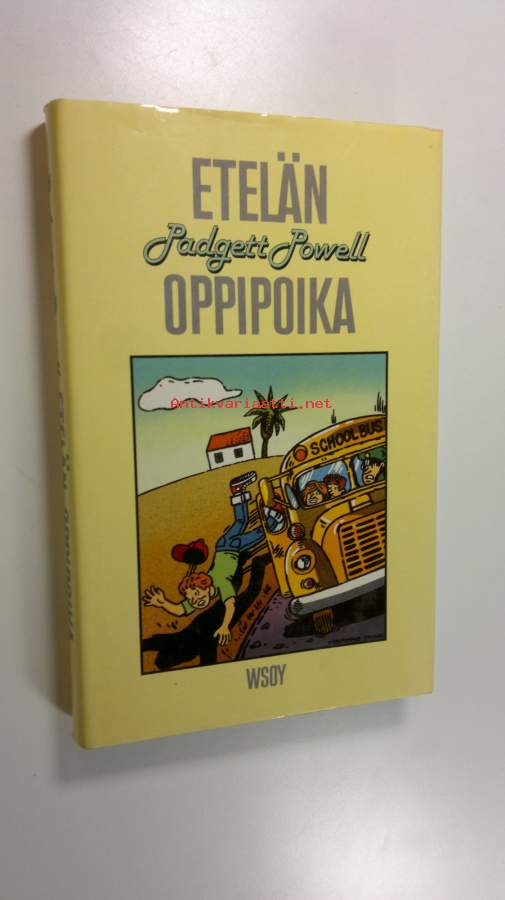 ETELÄN
Padgett Powell
OPPIPOIKA
Antikvariaatti.net
SCHOOL BUS
WSOY